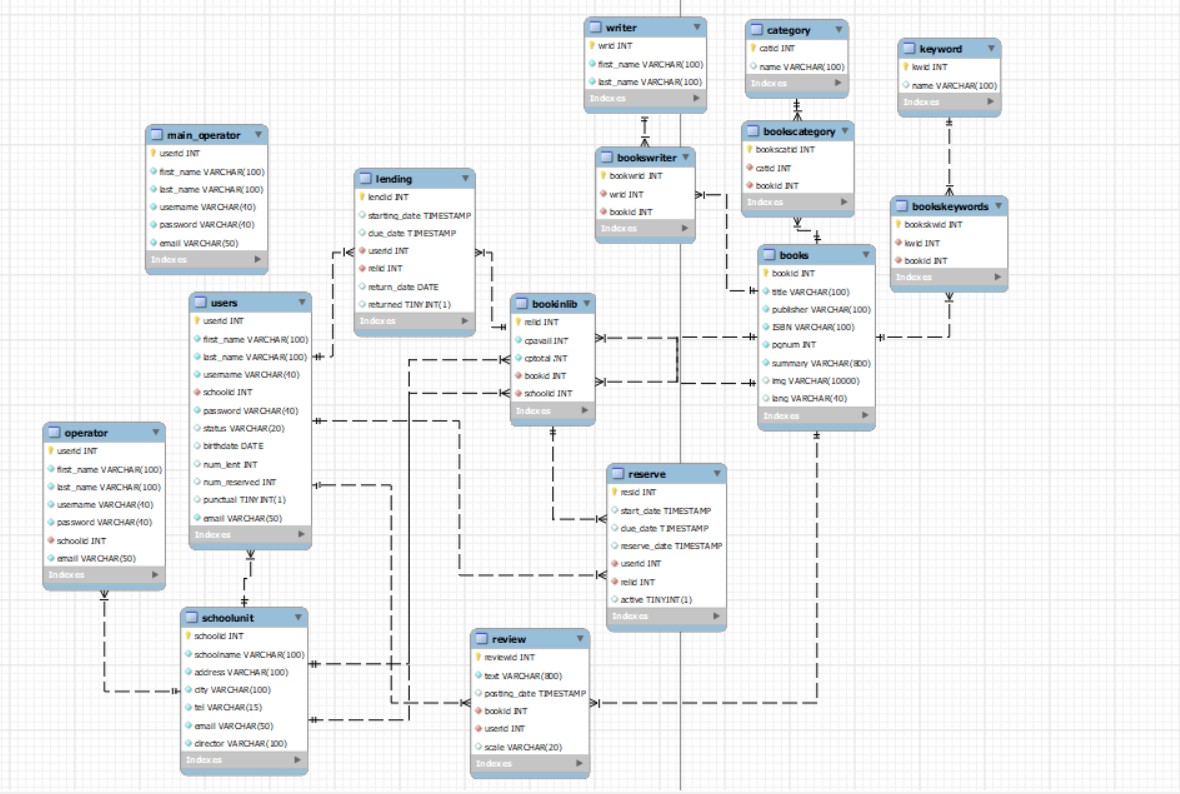 writer
wrid INT
first_name VARCHAR(100)
last_name VARCHAR(100)
Indexes
category
catid INT
name VARCHAR(100)
Indexes
keyword
kwid INT
name VARCHAR(100)
Indexes
main_operator
userid INT
first_name VARCHAR(100)
last_name VARCHAR(100)
username VARCHAR(40)
password VARCHAR(40)
email VARCHAR(50)
Indexes
lending
lendid INT
starting_date TIMESTAMP
due_date TIMESTAMP
userid INT
relid INT
return_date DATE
returned TINYINT(1)
Indexes
bookswriter
bookwrid INT
wrid INT
bookid INT
Indexes
bookscategory
bookscatid INT
catid INT
bookid INT
Indexes
bookskeywords
bookskwid INT
kwid INT
bookid INT
Indexes
books
bookid INT
title VARCHAR(100)
publisher VARCHAR(100)
ISBN VARCHAR(100)
pgnum INT
summary VARCHAR(800)
img VARCHAR(10000)
lang VARCHAR(40)
Indexes
users
userid INT
first_name VARCHAR(100)
last_name VARCHAR(100)
username VARCHAR(40)
schoolid INT
password VARCHAR(40)
status VARCHAR(20)
birthdate DATE
num_lent INT
num_reserved INT
punctual TINYINT(1)
email VARCHAR(50)
Indexes
bookinlib
relid INT
cpavail INT
cptotal INT
bookid INT
schoolid INT
Indexes
operator
userid INT
first_name VARCHAR(100)
last_name VARCHAR(100)
username VARCHAR(40)
password VARCHAR(40)
schoolid INT
email VARCHAR(50)
Indexes
reserve
resid INT
start_date TIMESTAMP
due_date TIMESTAMP
reserve_date TIMESTAMP
userid INT
relid INT
active TINYINT(1)
Indexes
schoolunit
schoolid INT
schoolname VARCHAR(100)
address VARCHAR(100)
city VARCHAR(100)
tel VARCHAR(15)
email VARCHAR(50)
director VARCHAR(100)
Indexes
review
reviewid INT
text VARCHAR(800)
posting_date TIMESTAMP
bookid INT
userid INT
scale VARCHAR(20)
Indexes